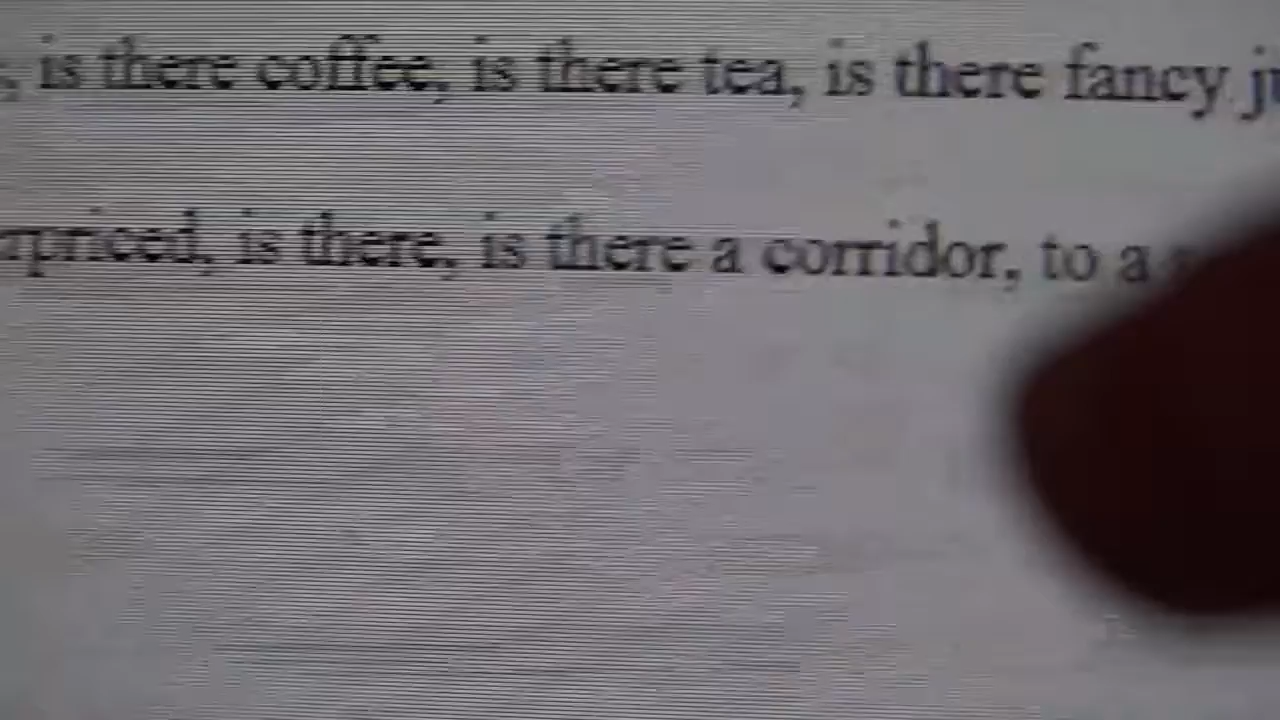 , is there coffee, is there tea, is there fancy
is there, is there a corridor, to a